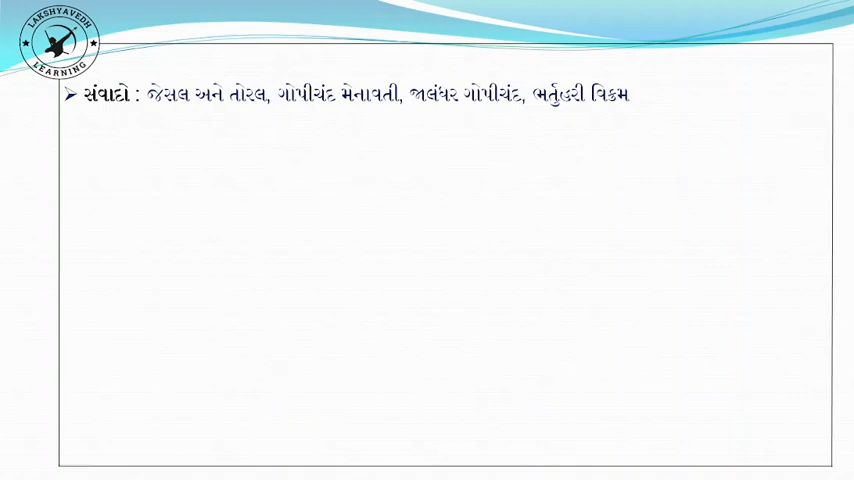 LAKSHYAVEDH
LEARNING
➤ સંવાદો : જેસલ અને તોરલ, ગોપીચંદ મેનાવતી, જાલંધર ગોપીચંદ, ભર્તુહરી વિક્રમ